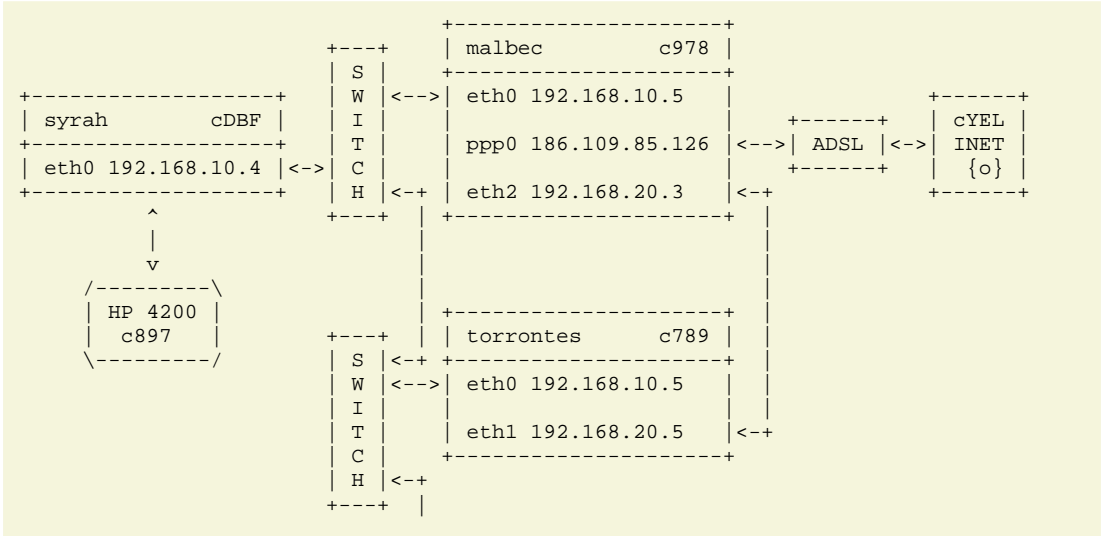 +---------------------+
                   +---+   | malbec         c978 |
                   | S |   +---------------------+
+----------------+ | W |<-->| eth0 192.168.10.5   |                +------+
| syrah       cDBF | | I |   |                     |    +------+    | cYEL |
+----------------+ | T |   | ppp0 186.109.85.126 |<-->| ADSL |<->| INET |
| eth0 192.168.10.4 |<->| C |   |                     |    +------+    |  {o} |
+----------------+ | H |<-+ | eth2 192.168.20.3   |<-+             +------+
        ^          +---+  | +---------------------+  |
        |                 |                          |
        v                 |                          |
   /---------\            |                          |
   | HP 4200 |            | +---------------------+  |
   |  c897   |     +---+  | | torrontes      c789 |  |
   \---------/     | S |<-+ +---------------------+  |
                   | W |<-->| eth0 192.168.10.5   |  |
                   | I |    |                     |  |
                   | T |    | eth1 192.168.20.5   |<-+
                   | C |    +---------------------+
                   | H |<-+
                   +---+  |